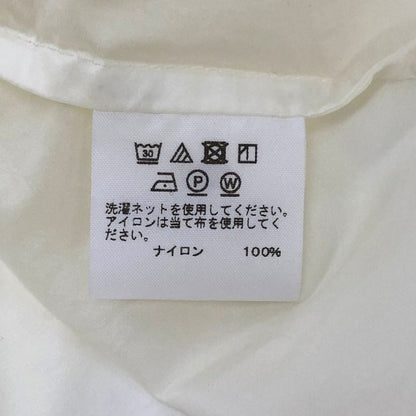 30
P W
洗濯ネットを使用してください。
アイロンは当て布を使用してく
ださい。
ナイロン 100%